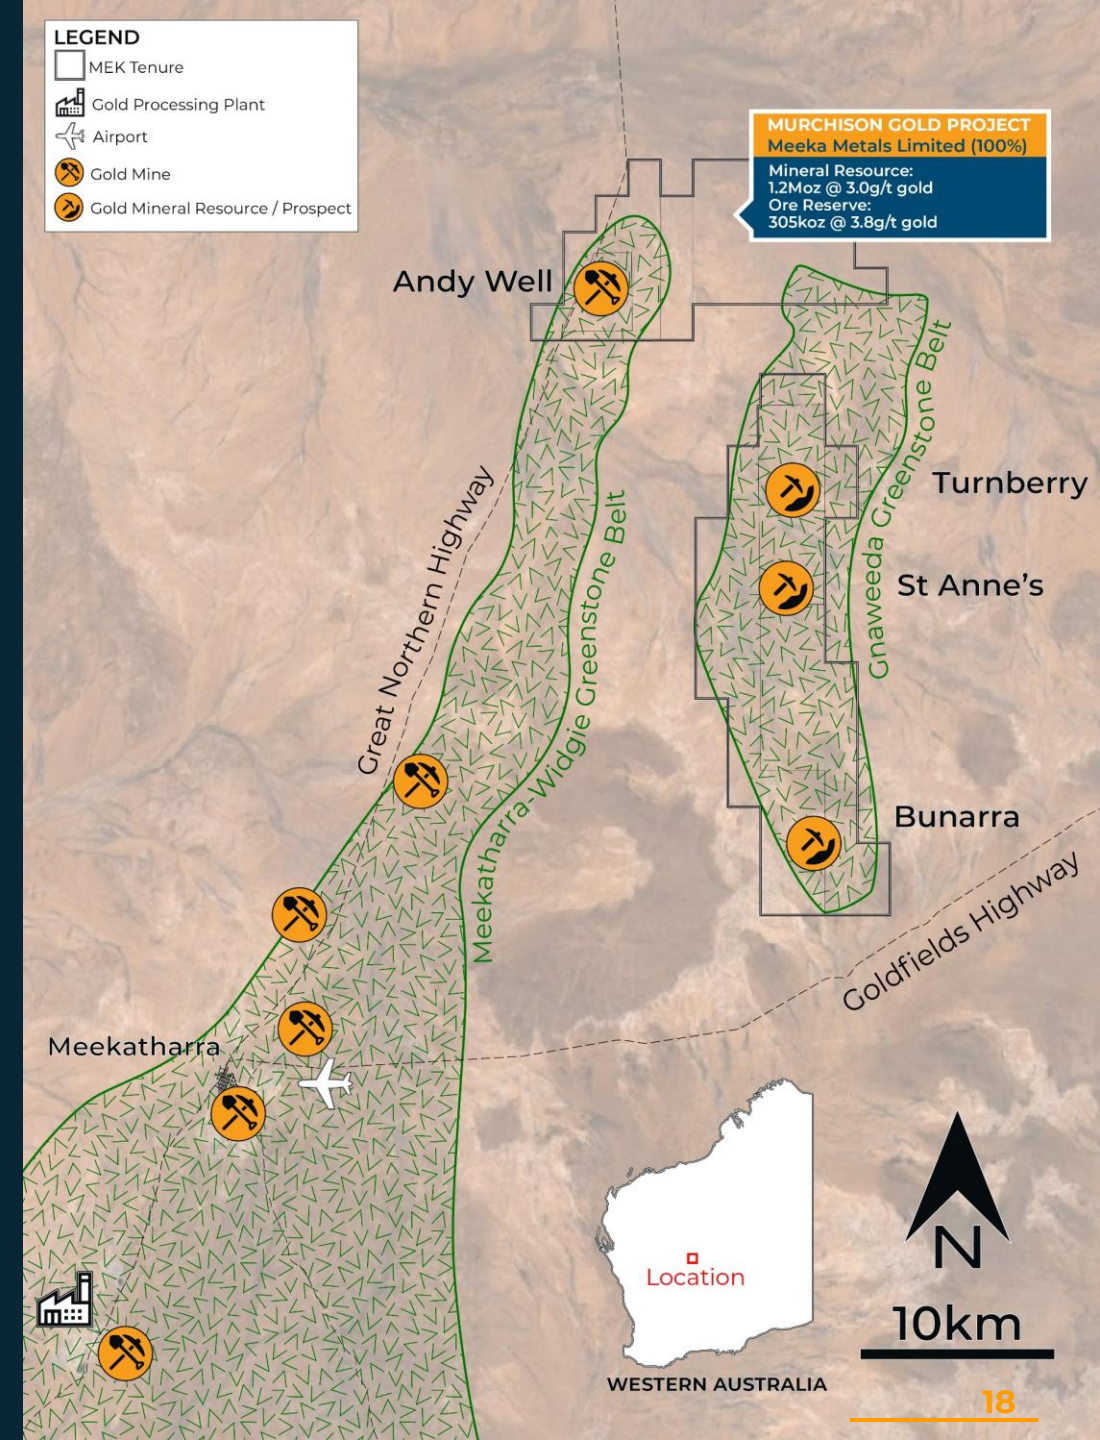 LEGEND
MEK Tenure
Gold Processing Plant
Airport
Gold Mine
Gold Mineral Resource / Prospect
MURCHISON GOLD PROJECT
Meeka Metals Limited (100%)
Mineral Resource:
1.2Moz @ 3.0g/t gold
Ore Reserve:
305koz @ 3.8g/t gold
Andy Well
Gnaweeda Greenstone Belt
Turnberry
Great Northern Highway
Meekatharra-Widgie Greenstone Belt
St Anne’s
Bunarra
Goldfields Highway
Meekatharra
Location
WESTERN AUSTRALIA
N
10km
18